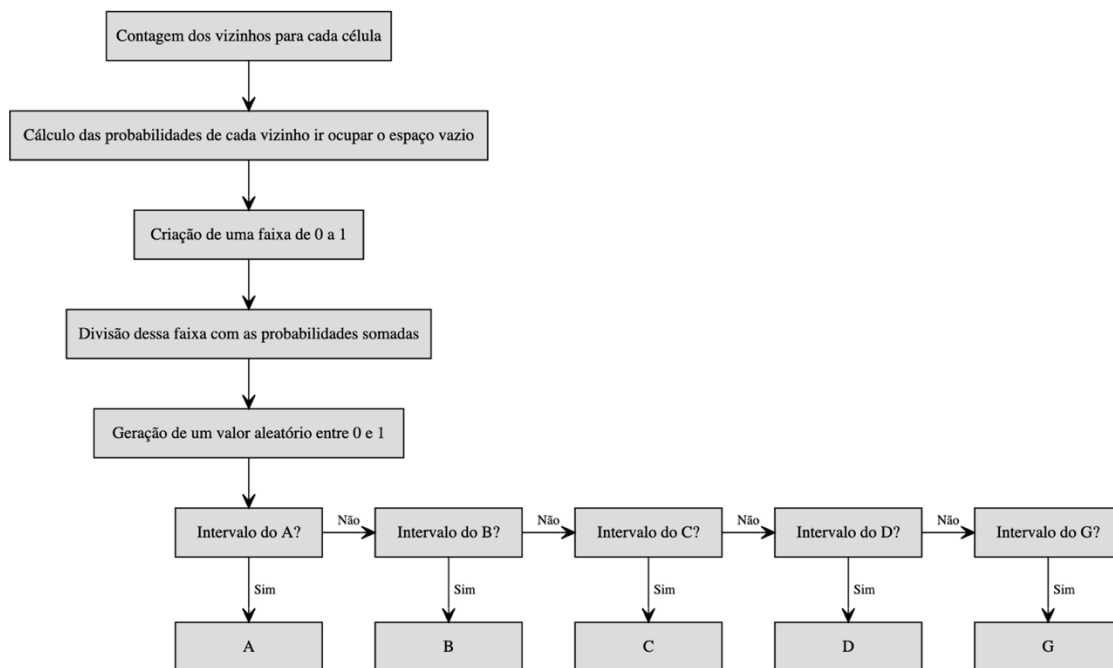 Contagem dos vizinhos para cada célula
Cálculo das probabilidades de cada vizinho ir ocupar o espaço vazio
Criação de uma faixa de 0 a 1
Divisão dessa faixa com as probabilidades somadas
Geração de um valor aleatório entre 0 e 1
Intervalo do A?
Não
Intervalo do B?
Não
Intervalo do C?
Não
Intervalo do D?
Não
Intervalo do G?
Sim
Sim
Sim
Sim
Sim
A
B
C
D
G